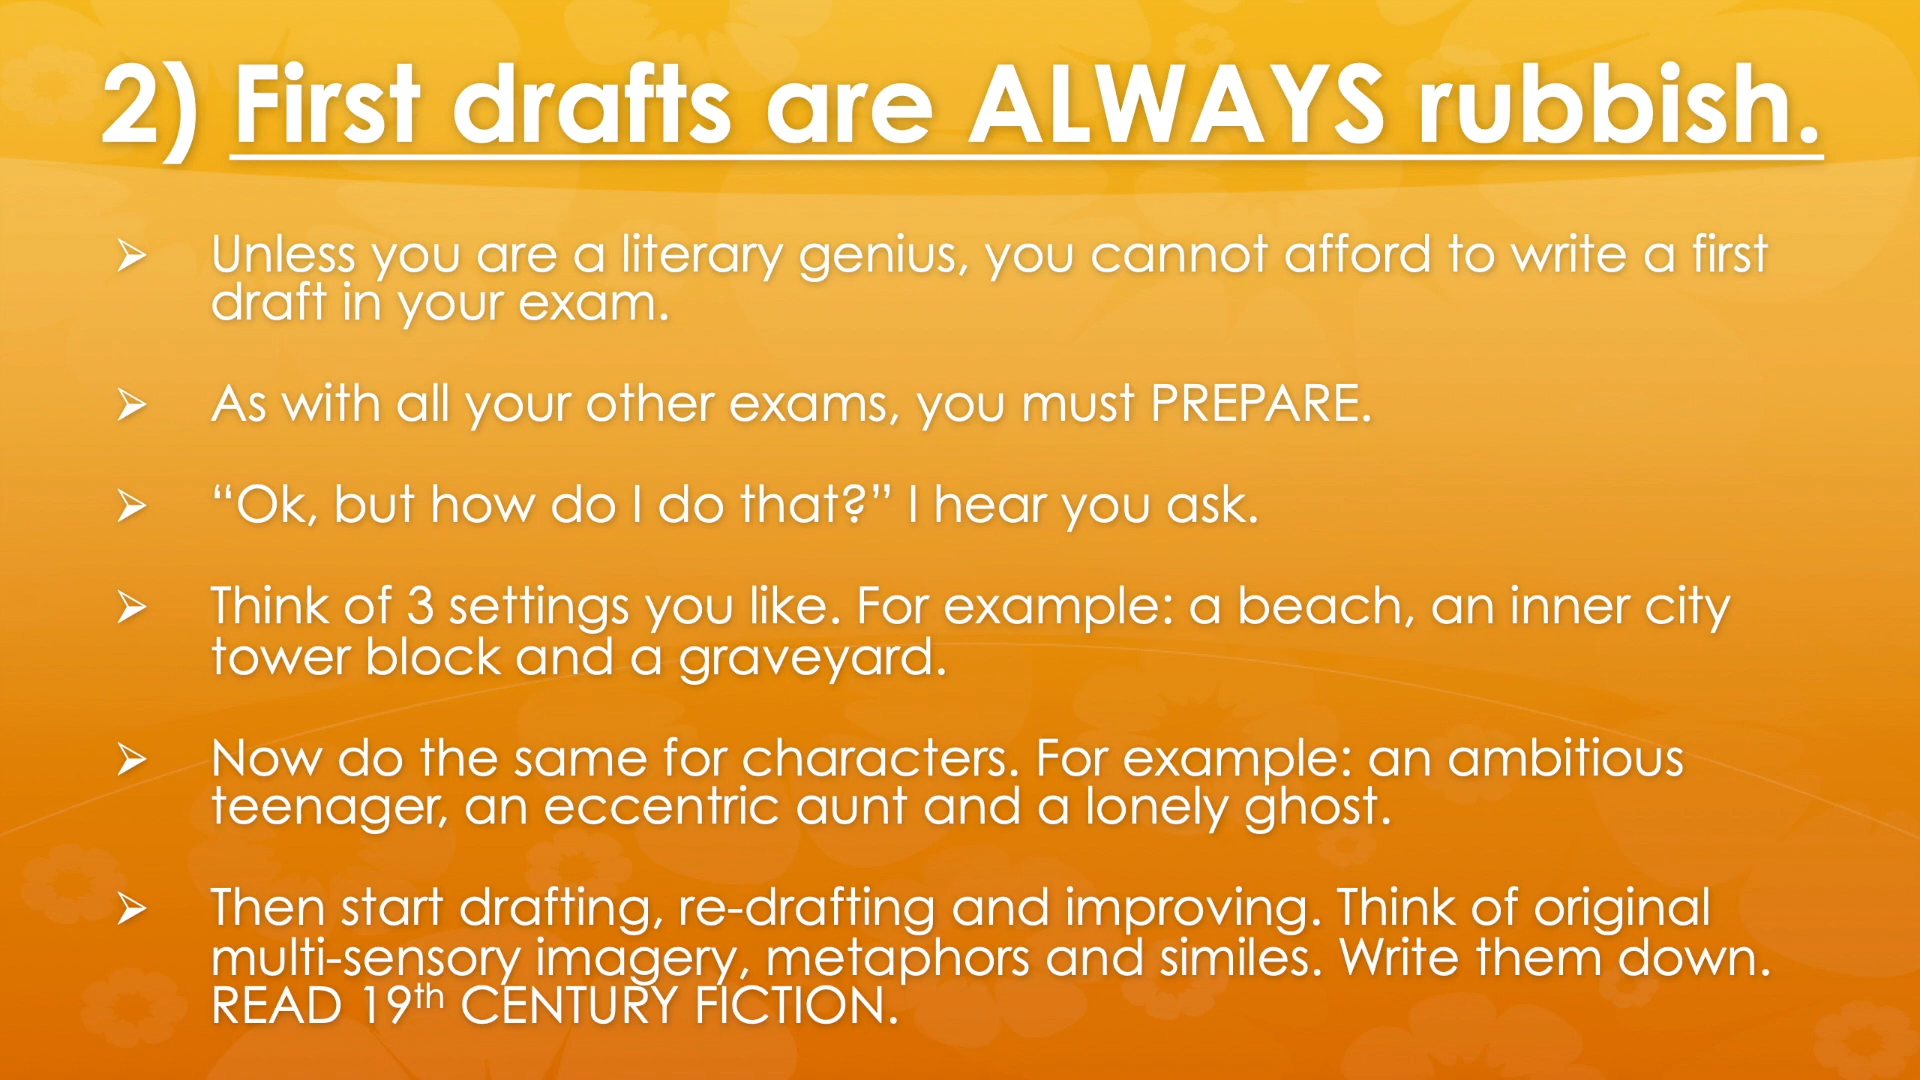 2) First drafts are ALWAYS rubbish.
Unless you are a literary genius, you cannot afford to write a first
draft in your exam.
As with all your other exams, you must PREPARE.
“Ok, but how do I do that?” I hear you ask.
Think of 3 settings you like. For example: a beach, an inner city
tower block and a graveyard.
Now do the same for characters. For example: an ambitious
teenager, an eccentric aunt and a lonely ghost.
Then start drafting, re-drafting and improving. Think of original
multi-sensory imagery, metaphors and similes. Write them down.
READ 19th CENTURY FICTION.